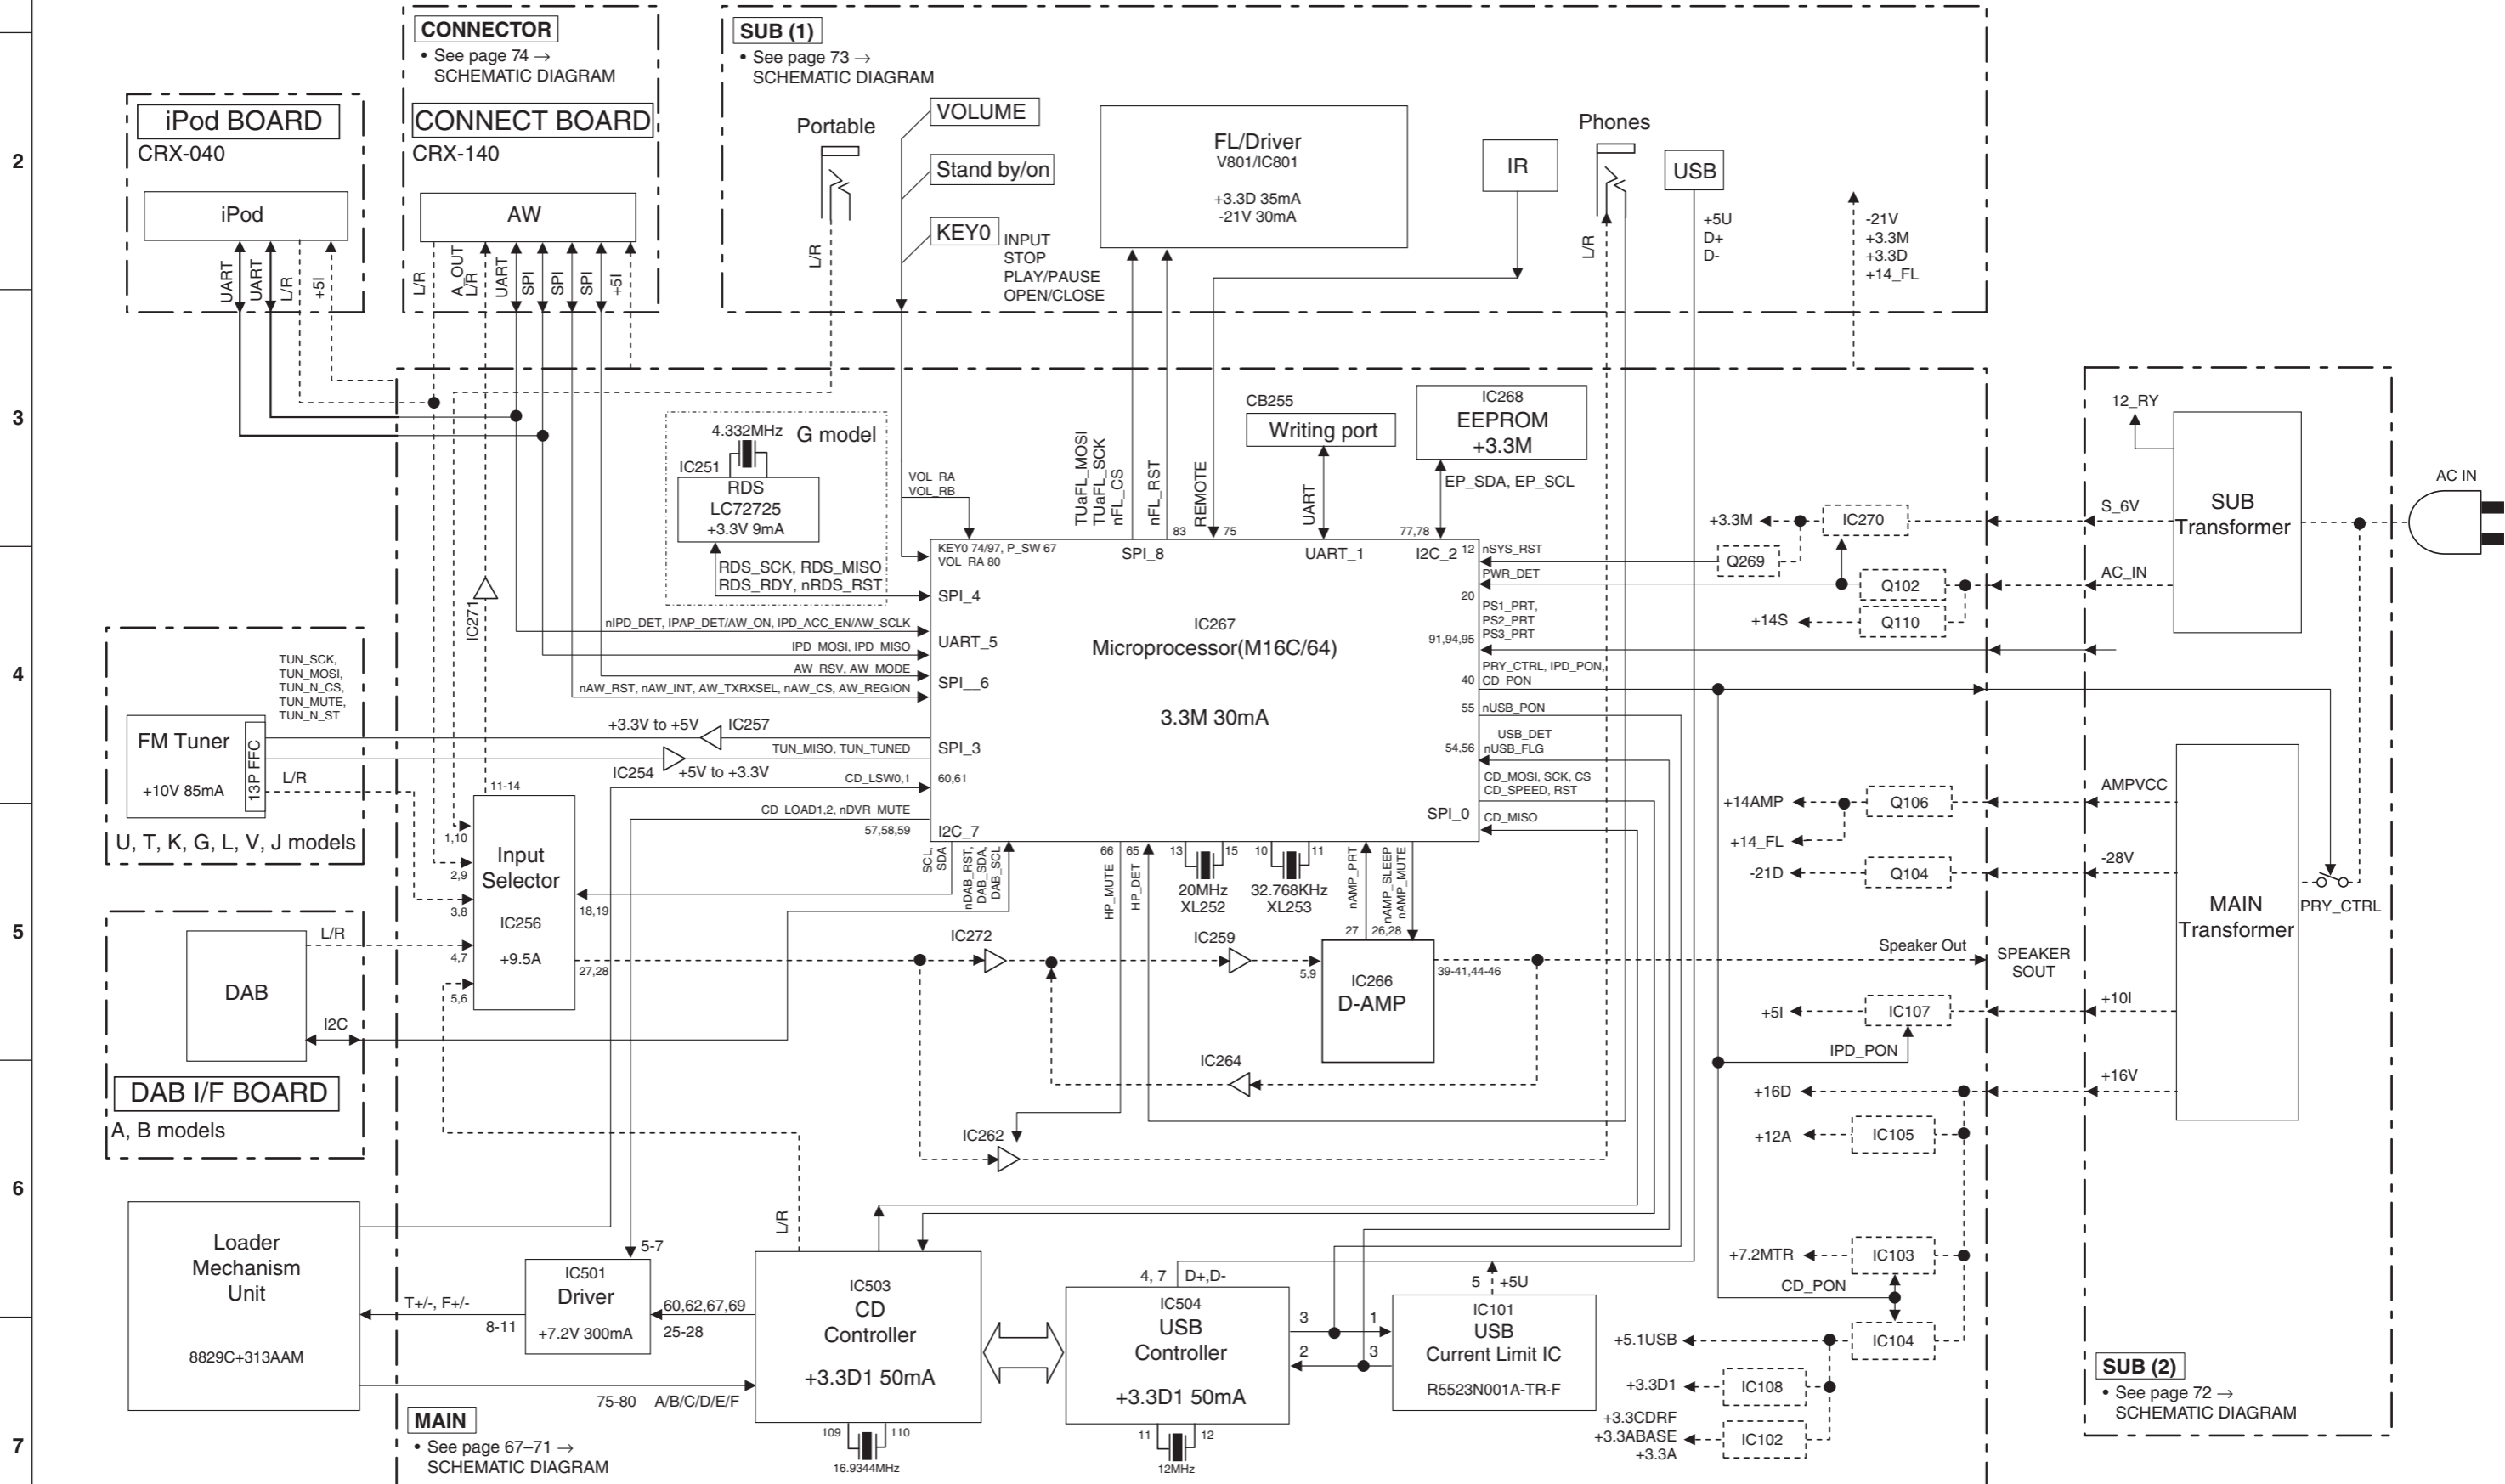 CONNECTOR
• See page 74 →
SCHEMATIC DIAGRAM
SUB (1)
• See page 73 →
SCHEMATIC DIAGRAM
iPod BOARD
CRX-040
iPod
UART
UART
L/R
+5I
CONNECT BOARD
CRX-140
AW
L/R
A_OUT
L/R
UART
SPI
SPI
SPI
+5I
Portable
L/R
VOLUME
Stand by/on
KEY0
INPUT
STOP
PLAY/PAUSE
OPEN/CLOSE
FL/Driver
V801/IC801
+3.3D 35mA
-21V 30mA
IR
Phones
L/R
USB
+5U
D+
D-
-21V
+3.3M
+3.3D
+14_FL
2
3
4
5
6
7
4.332MHz
G model
IC251
RDS
LC72725
+3.3V 9mA
RDS_SCK, RDS_MISO
RDS_RDY, nRDS_RST
VOL_RA
VOL_RB
TUaFL_MOSI
TUaFL_SCK
nFL_CS
nFL_RST
83
REMOTE
75
CB255
Writing port
UART
IC268
EEPROM
+3.3M
EP_SDA, EP_SCL
77,78
KEY0 74/97, P_SW 67
VOL_RA 80
SPI_8
UART_1
I2C_2
12
nSYS_RST
PWR_DET
20
PS1_PRT,
PS2_PRT
PS3_PRT
91,94,95
PRY_CTRL, IPD_PON,
40
CD_PON
55
nUSB_PON
USB_DET
54,56
nUSB_FLG
CD_MOSI, SCK, CS
CD_SPEED, RST
SPI_0
CD_MISO
IC267
Microprocessor(M16C/64)
3.3M 30mA
SPI_4
UART_5
SPI__6
SPI_3
60,61
I2C_7
nIPD_DET, IPAP_DET/AW_ON, IPD_ACC_EN/AW_SCLK
IPD_MOSI, IPD_MISO
AW_RSV, AW_MODE
nAW_RST, nAW_INT, AW_TXRXSEL, nAW_CS, AW_REGION
+3.3V to +5V
IC257
TUN_MISO, TUN_TUNED
IC254
+5V to +3.3V
CD_LSW0,1
CD_LOAD1,2, nDVR_MUTE
57,58,59
IC271
TUN_SCK,
TUN_MOSI,
TUN_N_CS,
TUN_MUTE,
TUN_N_ST
FM Tuner
+10V 85mA
13P FFC
L/R
U, T, K, G, L, V, J models
11-14
1,10
2,9
3,8
4,7
5,6
Input
Selector
IC256
+9.5A
18,19
27,28
SCL,
SDA
nDAB_RST,
DAB_SDA,
DAB_SCL
66
65
HP_MUTE
HP_DET
13
15
20MHz
XL252
10
11
32.768KHz
XL253
nAMP_PRT
nAMP_SLEEP
nAMP_MUTE
27
26,28
IC272
IC259
5,9
IC266
D-AMP
39-41,44-46
IC264
IC262
DAB
L/R
I2C
DAB I/F BOARD
A, B models
Loader
Mechanism
Unit
8829C+313AAM
T+/-, F+/-
8-11
5-7
IC501
Driver
+7.2V 300mA
60,62,67,69
25-28
75-80
A/B/C/D/E/F
L/R
IC503
CD
Controller
+3.3D1 50mA
109
110
16.9344MHz
4, 7
D+,D-
IC504
USB
Controller
+3.3D1 50mA
11
12
12MHz
3
1
2
3
5
+5U
IC101
USB
Current Limit IC
R5523N001A-TR-F
MAIN
• See page 67–71 →
SCHEMATIC DIAGRAM
+3.3M
IC270
Q269
Q102
Q110
+14S
S_6V
AC_IN
12_RY
SUB
Transformer
AC IN
+14AMP
Q106
AMPVCC
+14_FL
-21D
Q104
-28V
MAIN
Transformer
PRY_CTRL
Speaker Out
SPEAKER
SOUT
+5I
IC107
+10I
IPD_PON
+16D
+16V
+12A
IC105
+7.2MTR
IC103
CD_PON
+5.1USB
IC104
+3.3D1
IC108
+3.3CDRF
+3.3ABASE
+3.3A
IC102
SUB (2)
• See page 72 →
SCHEMATIC DIAGRAM